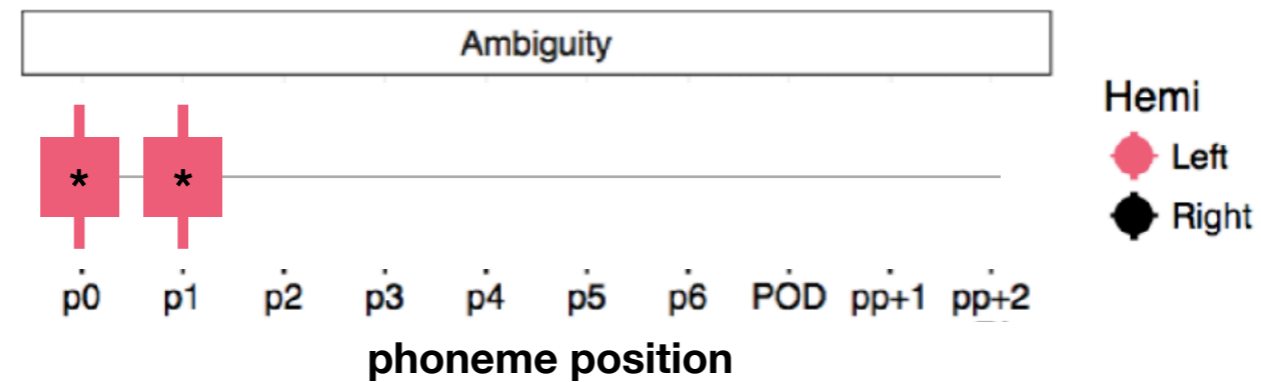 Ambiguity
Hemi
Left
Right
* *
p0 p1 p2 p3 p4 p5 p6 POD pp+1 pp+2
phoneme position